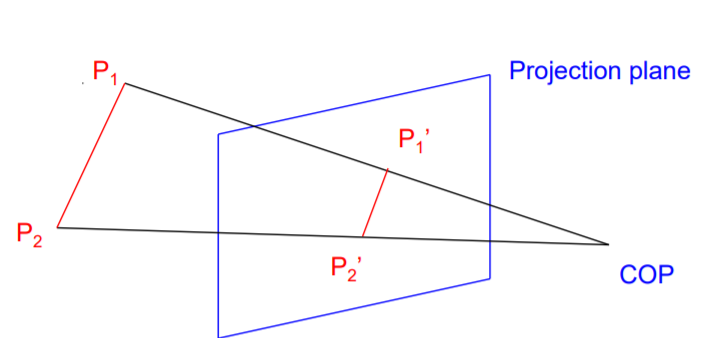 P₁
Projection plane
P₁’
P₂
P₂’
COP